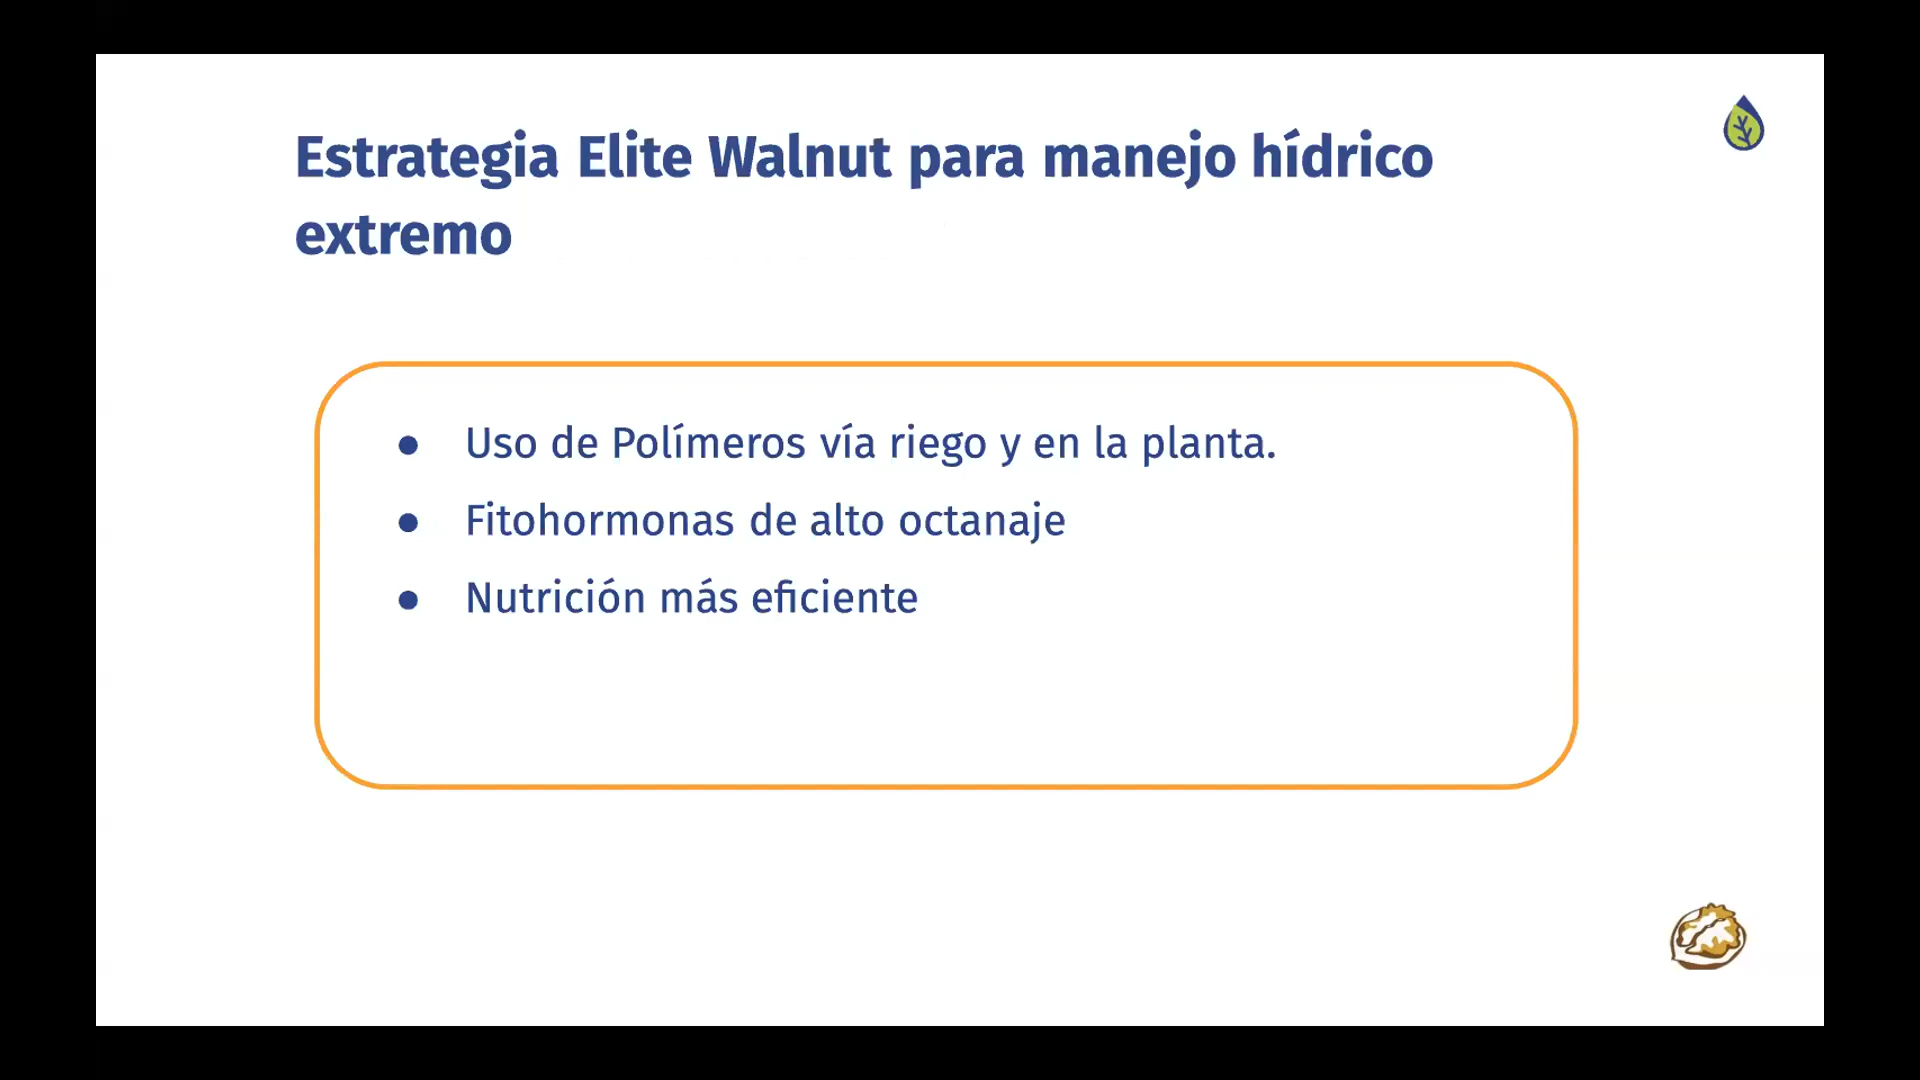 Estrategia Elite Walnut para manejo hídrico
extremo
● Uso de Polímeros vía riego y en la planta.
● Fitohormonas de alto octanaje
● Nutrición más eficiente